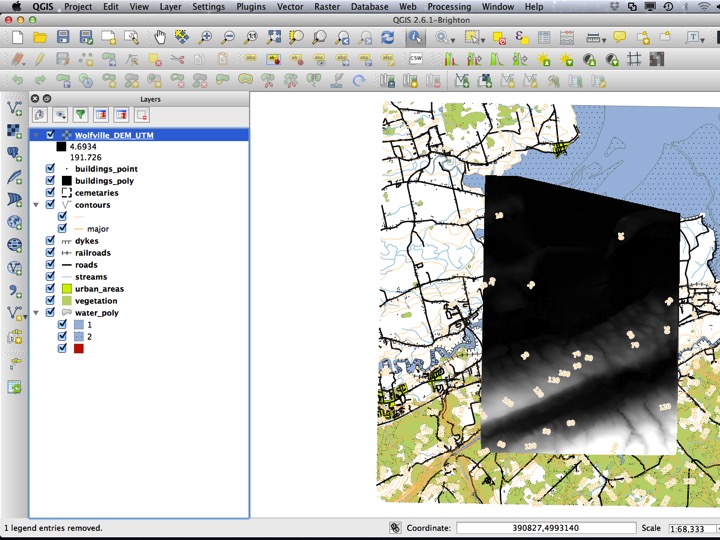 QGIS Project Edit View Layer Settings Plugins Vector Raster Database Web Processing Window Help
QGIS 2.6.1-Brighton
CSW
Layers
Wolfville_DEM_UTM
4.6934
191.726
buildings_point
buildings_poly
cemetaries
contours
major
dykes
railroads
roads
streams
urban_areas
vegetation
water_poly
1
2
1 legend entries removed.
Coordinate: 390827,4993140 Scale 1:68,333